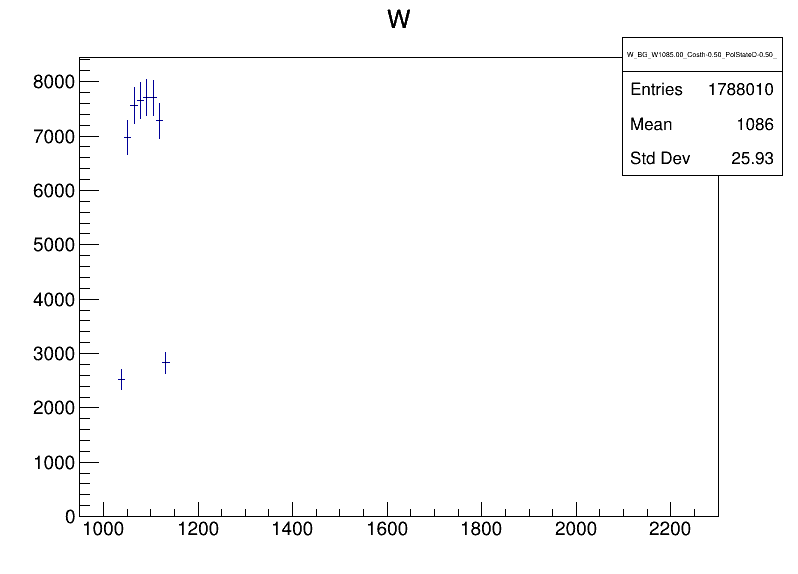 W
W_BG_W1085.00_Costh-0.50_PolStateD-0.50_
Entries 1788010
Mean 1086
Std Dev 25.93
8000
7000
6000
5000
4000
3000
2000
1000
0
1000 1200 1400 1600 1800 2000 2200